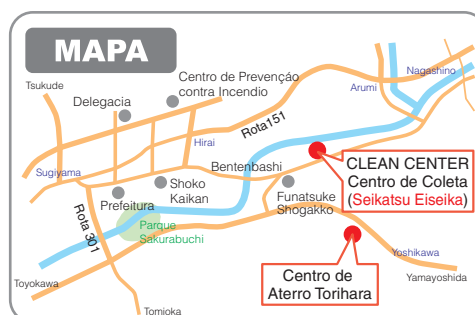 MAPA
Nagashino
Tsukude
Centro de Prevençáo
contra Incendio
Arumi
Delegacia
Rota151
Hirai
Sugiyama
Bentenbashi
CLEAN CENTER
Centro de Coleta
(Seikatsu Eiseika)
Shoko
Kaikan
Prefeitura
Funatsuke
Shogakko
Rota 301
Parque
Sakurabuchi
Yoshikawa
Centro de
Aterro Torihara
Yamayoshida
Toyokawa
Tomioka